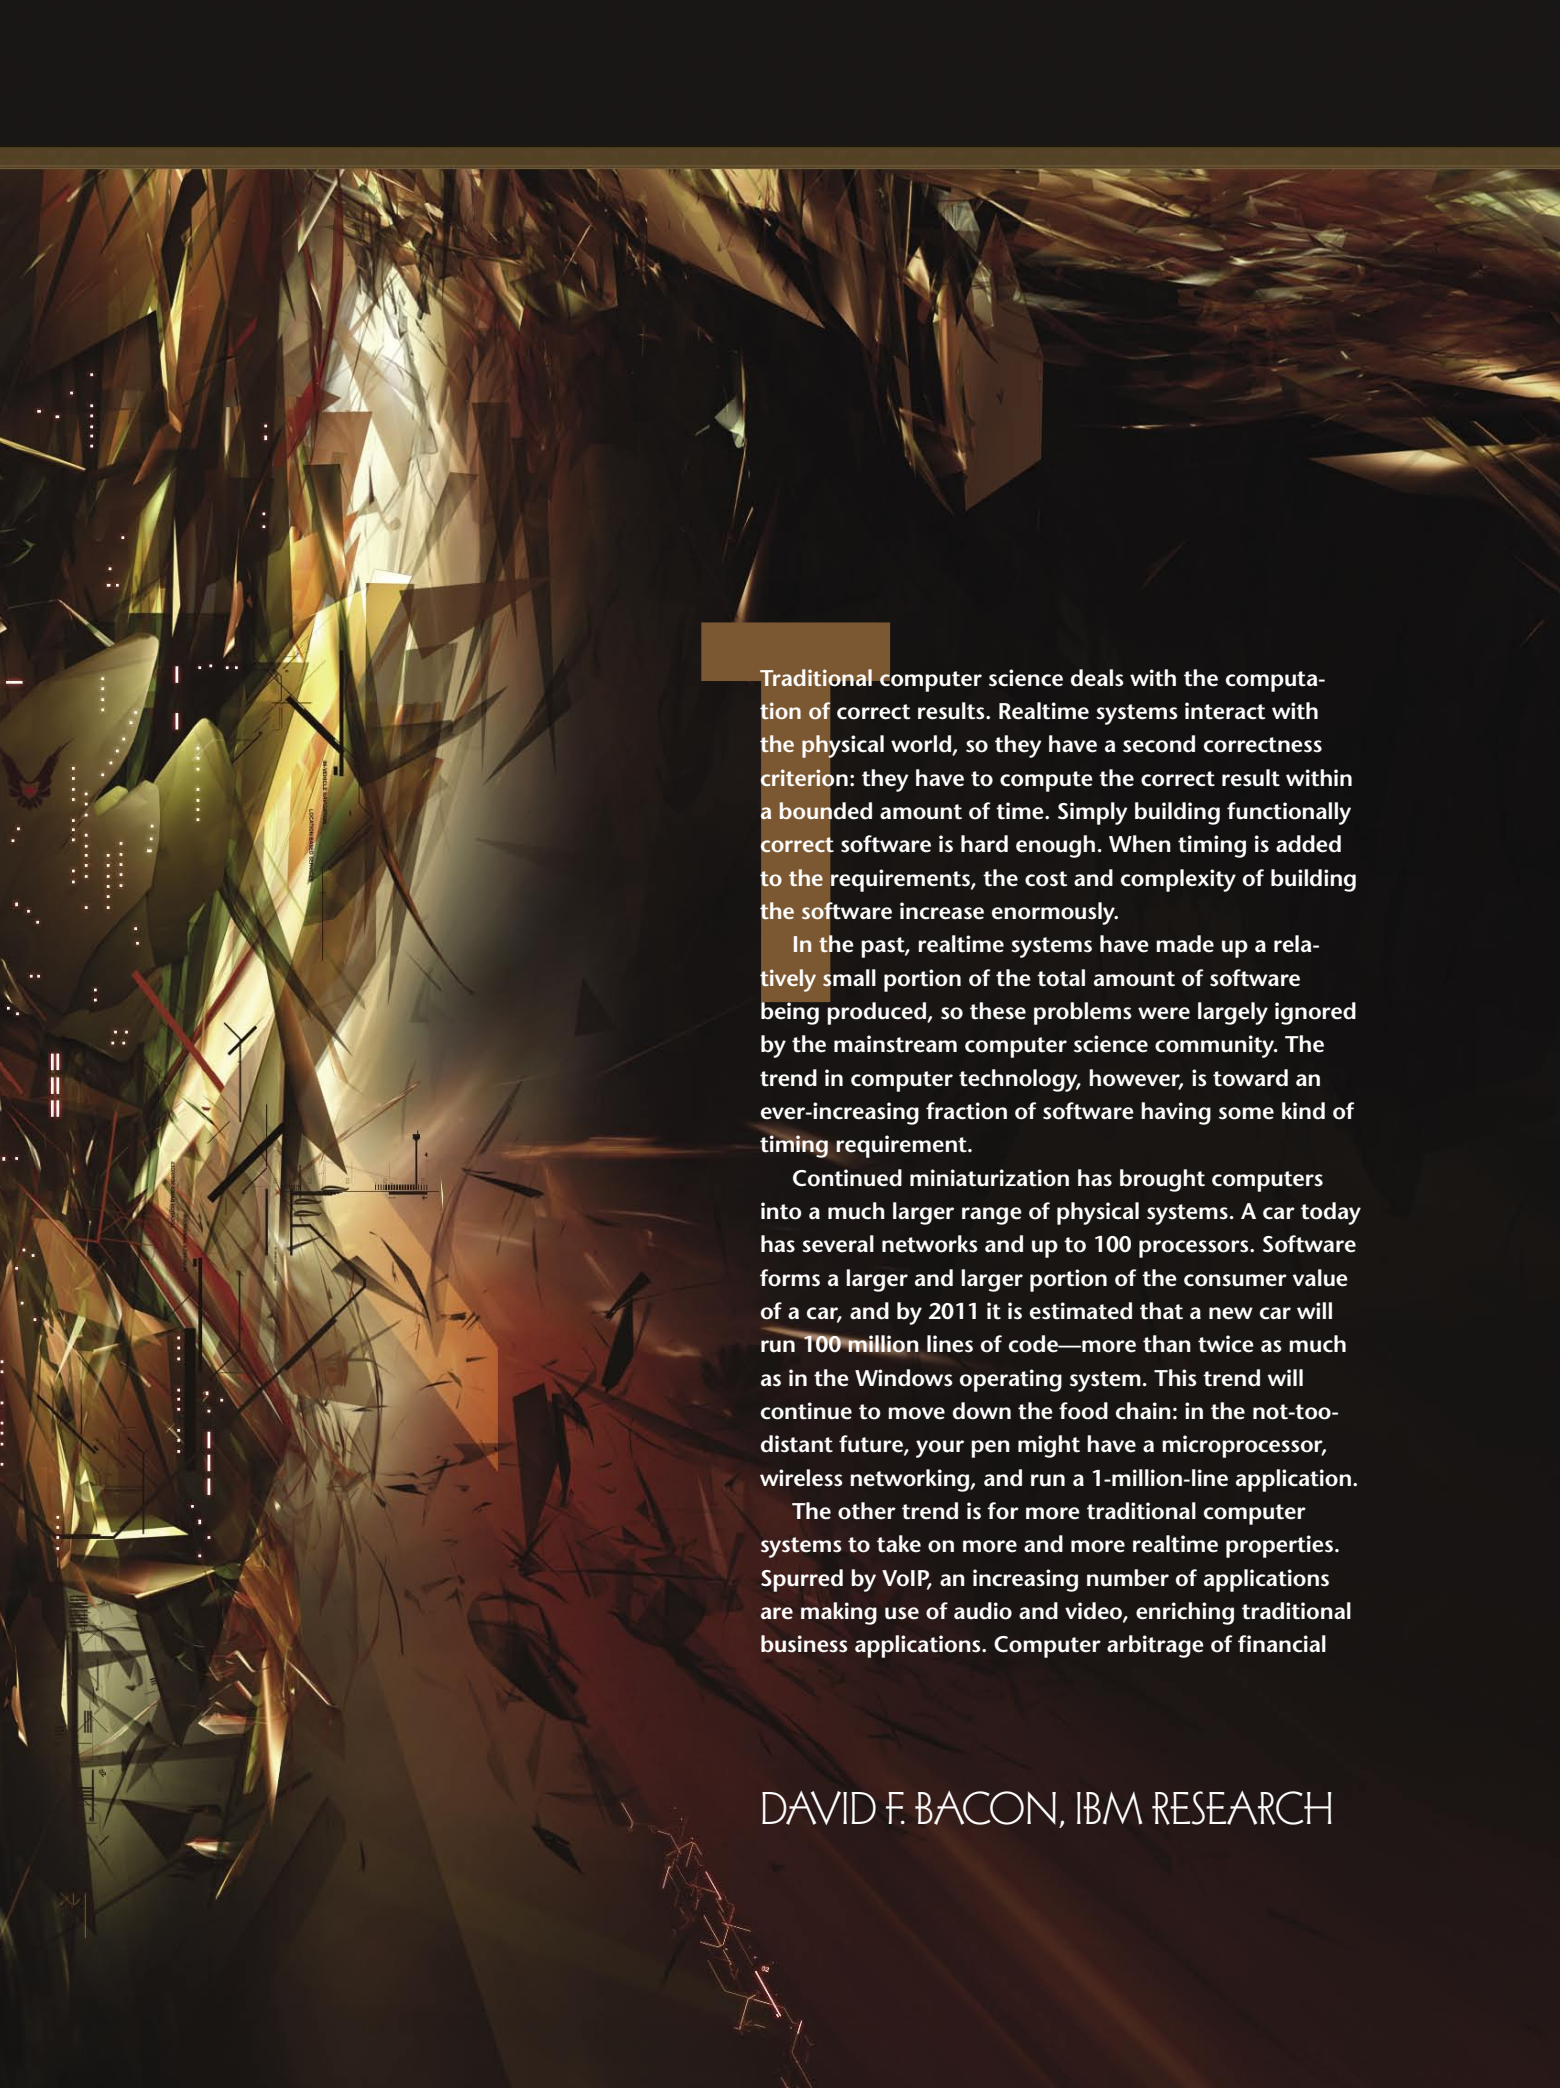 Traditional computer science deals with the computa-
tion of correct results. Realtime systems interact with
the physical world, so they have a second correctness
criterion: they have to compute the correct result within
a bounded amount of time. Simply building functionally
correct software is hard enough. When timing is added
to the requirements, the cost and complexity of building
the software increase enormously.
In the past, realtime systems have made up a rela-
tively small portion of the total amount of software
being produced, so these problems were largely ignored
by the mainstream computer science community. The
trend in computer technology, however, is toward an
ever-increasing fraction of software having some kind of
timing requirement.
Continued miniaturization has brought computers
into a much larger range of physical systems. A car today
has several networks and up to 100 processors. Software
forms a larger and larger portion of the consumer value
of a car, and by 2011 it is estimated that a new car will
run 100 million lines of code—more than twice as much
as in the Windows operating system. This trend will
continue to move down the food chain: in the not-too-
distant future, your pen might have a microprocessor,
wireless networking, and run a 1-million-line application.
The other trend is for more traditional computer
systems to take on more and more realtime properties.
Spurred by VoIP, an increasing number of applications
are making use of audio and video, enriching traditional
business applications. Computer arbitrage of financial
DAVID F. BACON, IBM RESEARCH